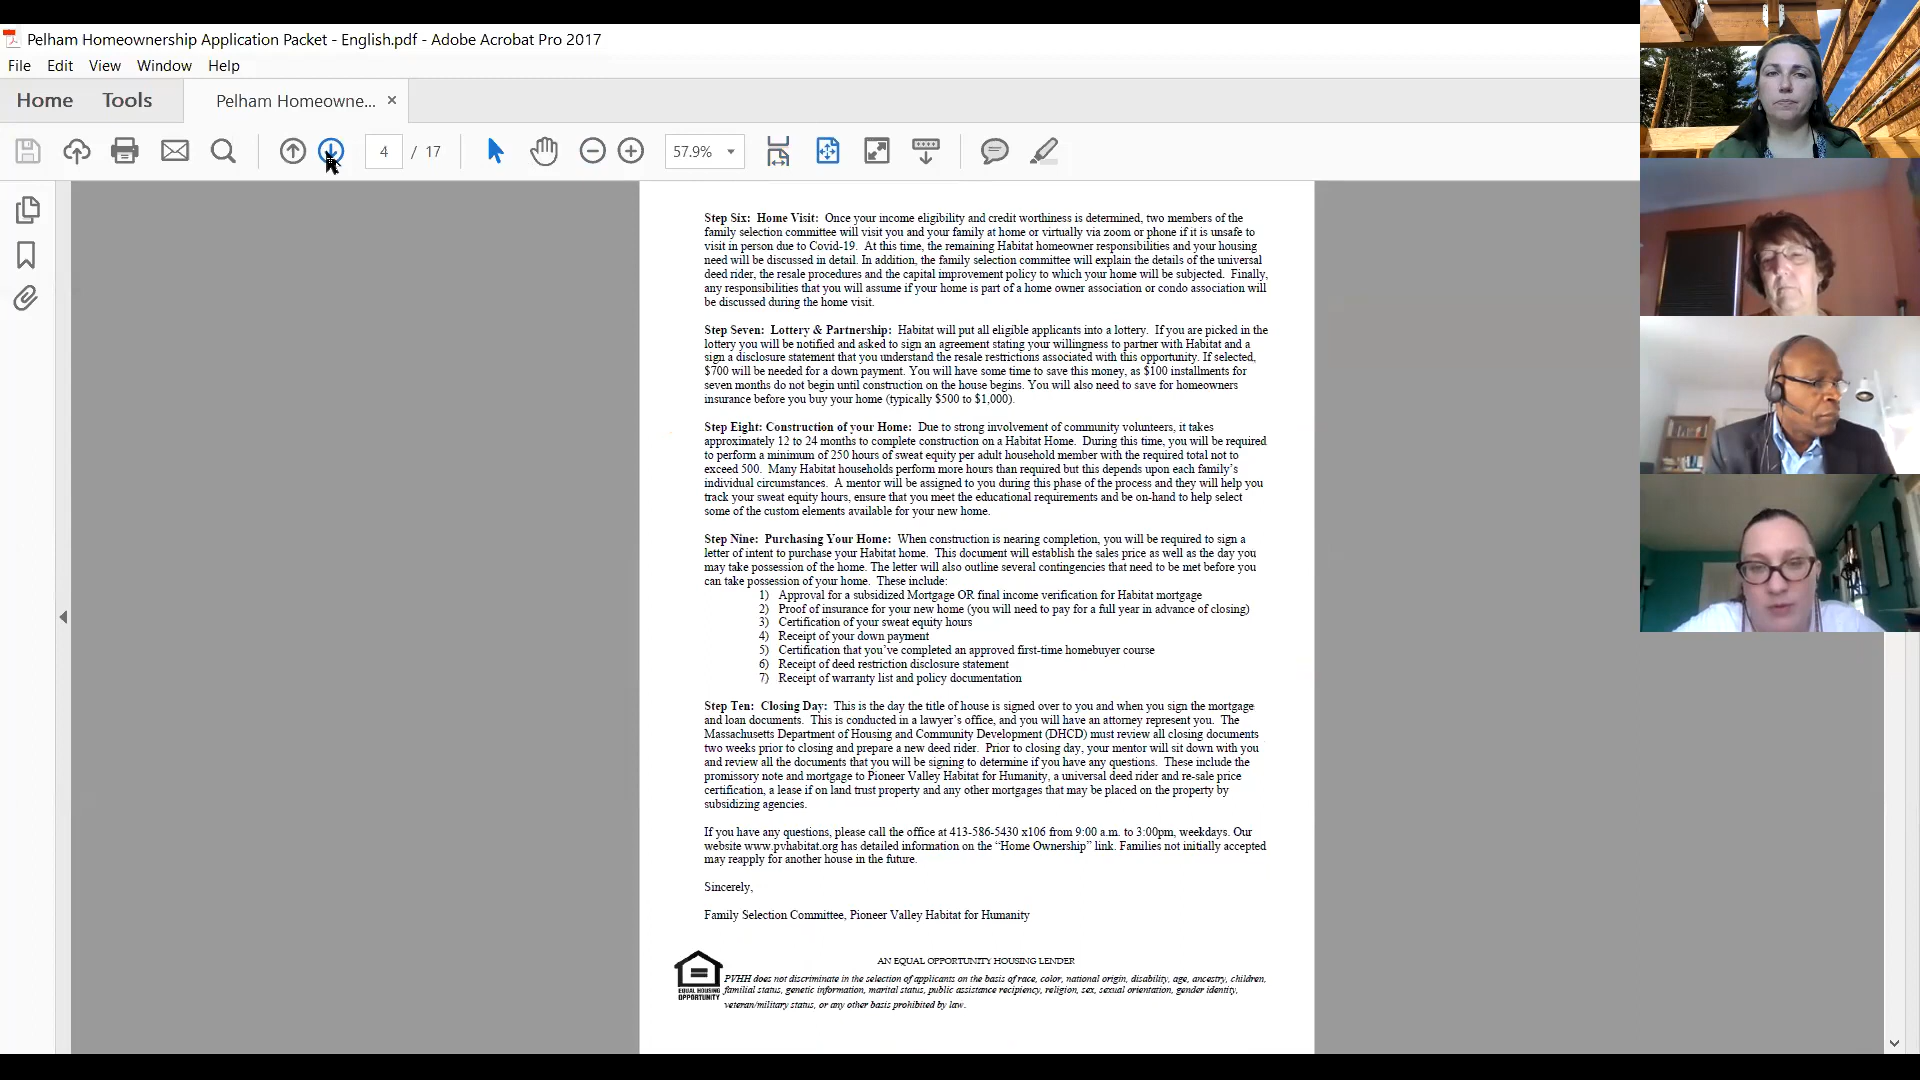 Pelham Homeownership Application Packet - English.pdf - Adobe Acrobat Pro 2017
File Edit View Window Help
Home Tools Pelham Homeowne... ×
4 / 17 57.9%
Step Six: Home Visit: Once your income eligibility and credit worthiness is determined, two members of the
family selection committee will visit you and your family at home or virtually via zoom or phone if it is unsafe to
visit in person due to Covid-19. At this time, the remaining Habitat homeowner responsibilities and your housing
need will be discussed in detail. In addition, the family selection committee will explain the details of the universal
deed rider, the resale procedures and the capital improvement policy to which your home will be subjected. Finally,
any responsibilities that you will assume if your home is part of a home owner association or condo association will
be discussed during the home visit.
Step Seven: Lottery & Partnership: Habitat will put all eligible applicants into a lottery. If you are picked in the
lottery you will be notified and asked to sign an agreement stating your willingness to partner with Habitat and a
sign a disclosure statement that you understand the resale restrictions associated with this opportunity. If selected,
$700 will be needed for a down payment. You will have some time to save this money, as $100 installments for
seven months do not begin until construction on the house begins. You will also need to save for homeowners
insurance before you buy your home (typically $500 to $1,000).
Step Eight: Construction of your Home: Due to strong involvement of community volunteers, it takes
approximately 12 to 24 months to complete construction on a Habitat Home. During this time, you will be required
to perform a minimum of 250 hours of sweat equity per adult household member with the required total not to
exceed 500. Many Habitat households perform more hours than required but this depends upon each family’s
individual circumstances. A mentor will be assigned to you during this phase of the process and they will help you
track your sweat equity hours, ensure that you meet the educational requirements and be on-hand to help select
some of the custom elements available for your new home.
Step Nine: Purchasing Your Home: When construction is nearing completion, you will be required to sign a
letter of intent to purchase your Habitat home. This document will establish the sales price as well as the day you
may take possession of the home. The letter will also outline several contingencies that need to be met before you
can take possession of your home. These include:
1) Approval for a subsidized Mortgage OR final income verification for Habitat mortgage
2) Proof of insurance for your new home (you will need to pay for a full year in advance of closing)
3) Certification of your sweat equity hours
4) Receipt of your down payment
5) Certification that you’ve completed an approved first-time homebuyer course
6) Receipt of deed restriction disclosure statement
7) Receipt of warranty list and policy documentation
Step Ten: Closing Day: This is the day the title of house is signed over to you and when you sign the mortgage
and loan documents. This is conducted in a lawyer’s office, and you will have an attorney represent you. The
Massachusetts Department of Housing and Community Development (DHCD) must review all closing documents
two weeks prior to closing and prepare a new deed rider. Prior to closing day, your mentor will sit down with you
and review all the documents that you will be signing to determine if you have any questions. These include the
promissory note and mortgage to Pioneer Valley Habitat for Humanity, a universal deed rider and re-sale price
certification, a lease if on land trust property and any other mortgages that may be placed on the property by
subsidizing agencies.
If you have any questions, please call the office at 413-586-5430 x106 from 9:00 a.m. to 3:00pm, weekdays. Our
website www.pvhabitat.org has detailed information on the “Home Ownership” link. Families not initially accepted
may reapply for another house in the future.
Sincerely,
Family Selection Committee, Pioneer Valley Habitat for Humanity
AN EQUAL OPPORTUNITY HOUSING LENDER
PVHH does not discriminate in the selection of applicants on the basis of race, color, national origin, disability, age, ancestry, children,
familial status, genetic information, marital status, public assistance recipiency, religion, sex, sexual orientation, gender identity,
veteran/military status, or any other basis prohibited by law.
EQUAL HOUSING
OPPORTUNITY